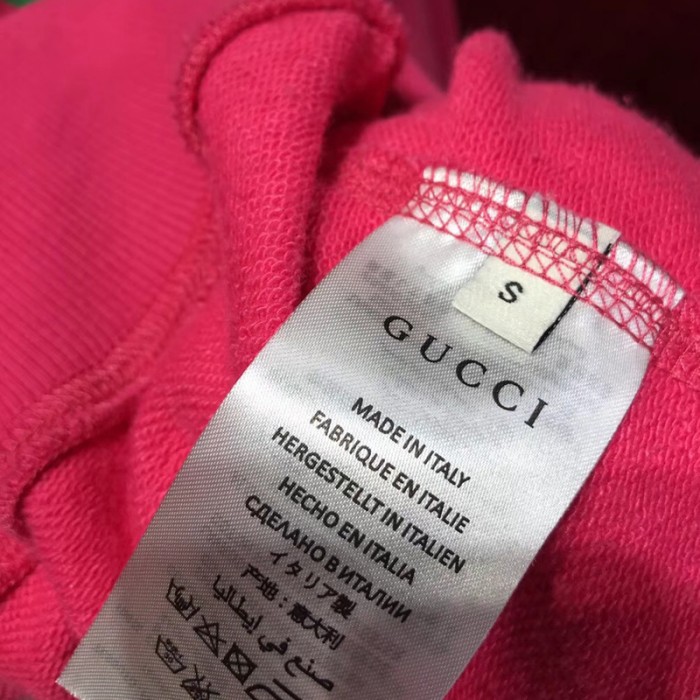 S
GUCCI
MADE IN ITALY
FABRIQUE EN ITALIE
HERGESTELLT IN ITALIEN
HECHO EN ITALIA
СДЕЛАНО В ИТАЛИИ
イタリア製
产地：意大利
صنع في إيطاليا